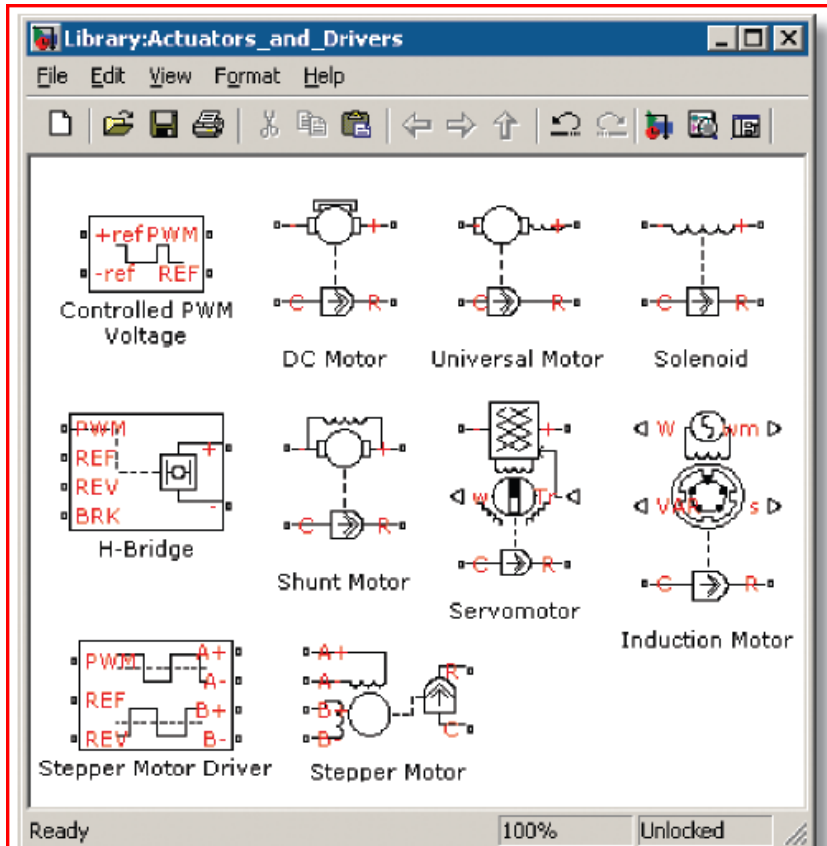 Library:Actuators_and_Drivers
File Edit View Format Help
+ref PWM
-ref REF
Controlled PWM
Voltage
- +
C R
DC Motor
+ -
C R
Universal Motor
- +
C R
Solenoid
PWM
REF
REV
BRK
+
-
H-Bridge
- +
C R
Shunt Motor
- +
w Tr
C R
Servomotor
W wm
VAR s
C R
Induction Motor
PWM A+
A-
REF B+
REV B-
Stepper Motor Driver
A+
A-
B+
B-
R
C
Stepper Motor
Ready 100% Unlocked